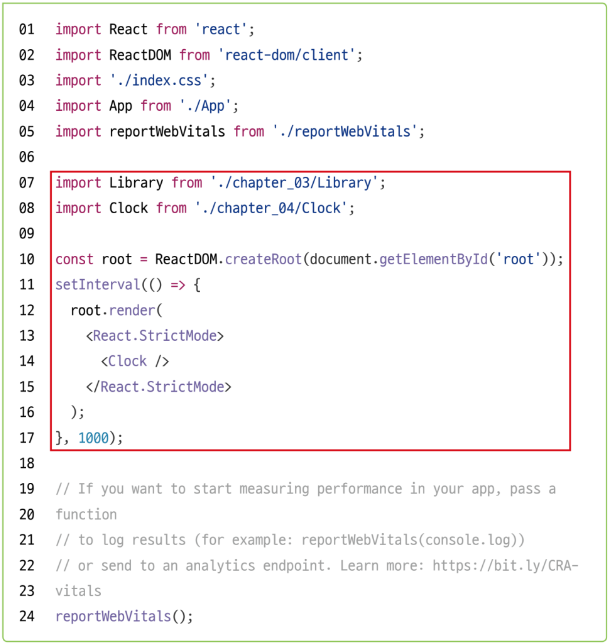 01 import React from 'react';
02 import ReactDOM from 'react-dom/client';
03 import './index.css';
04 import App from './App';
05 import reportWebVitals from './reportWebVitals';
06
07 import Library from './chapter_03/Library';
08 import Clock from './chapter_04/Clock';
09
10 const root = ReactDOM.createRoot(document.getElementById('root'));
11 setInterval(() => {
12   root.render(
13     <React.StrictMode>
14       <Clock />
15     </React.StrictMode>
16   );
17 }, 1000);
18
19 // If you want to start measuring performance in your app, pass a
20 function
21 // to log results (for example: reportWebVitals(console.log))
22 // or send to an analytics endpoint. Learn more: https://bit.ly/CRA-
23 vitals
24 reportWebVitals();